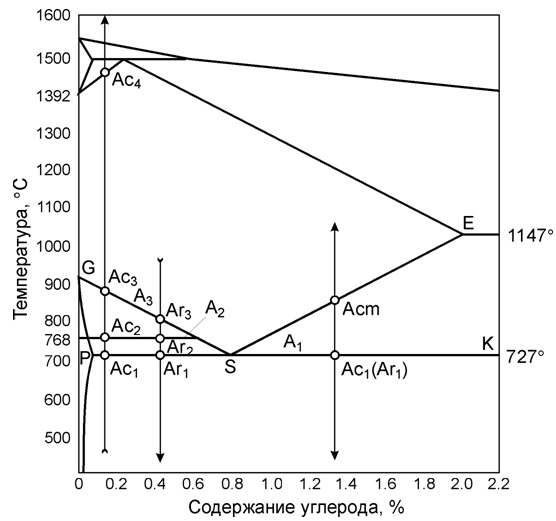 1600
1500
1392
1300
1200
1100
1000
900
800
768
700
600
500
Температура, °C
Ac4
E
1147°
G
Ac3
A3
Ar3
A2
Acm
Ac2
Ar2
A1
K
P
S
727°
Ac1
Ar1
Ac1(Ar1)
0 0.2 0.4 0.6 0.8 1.0 1.2 1.4 1.6 1.8 2.0 2.2
Содержание углерода, %